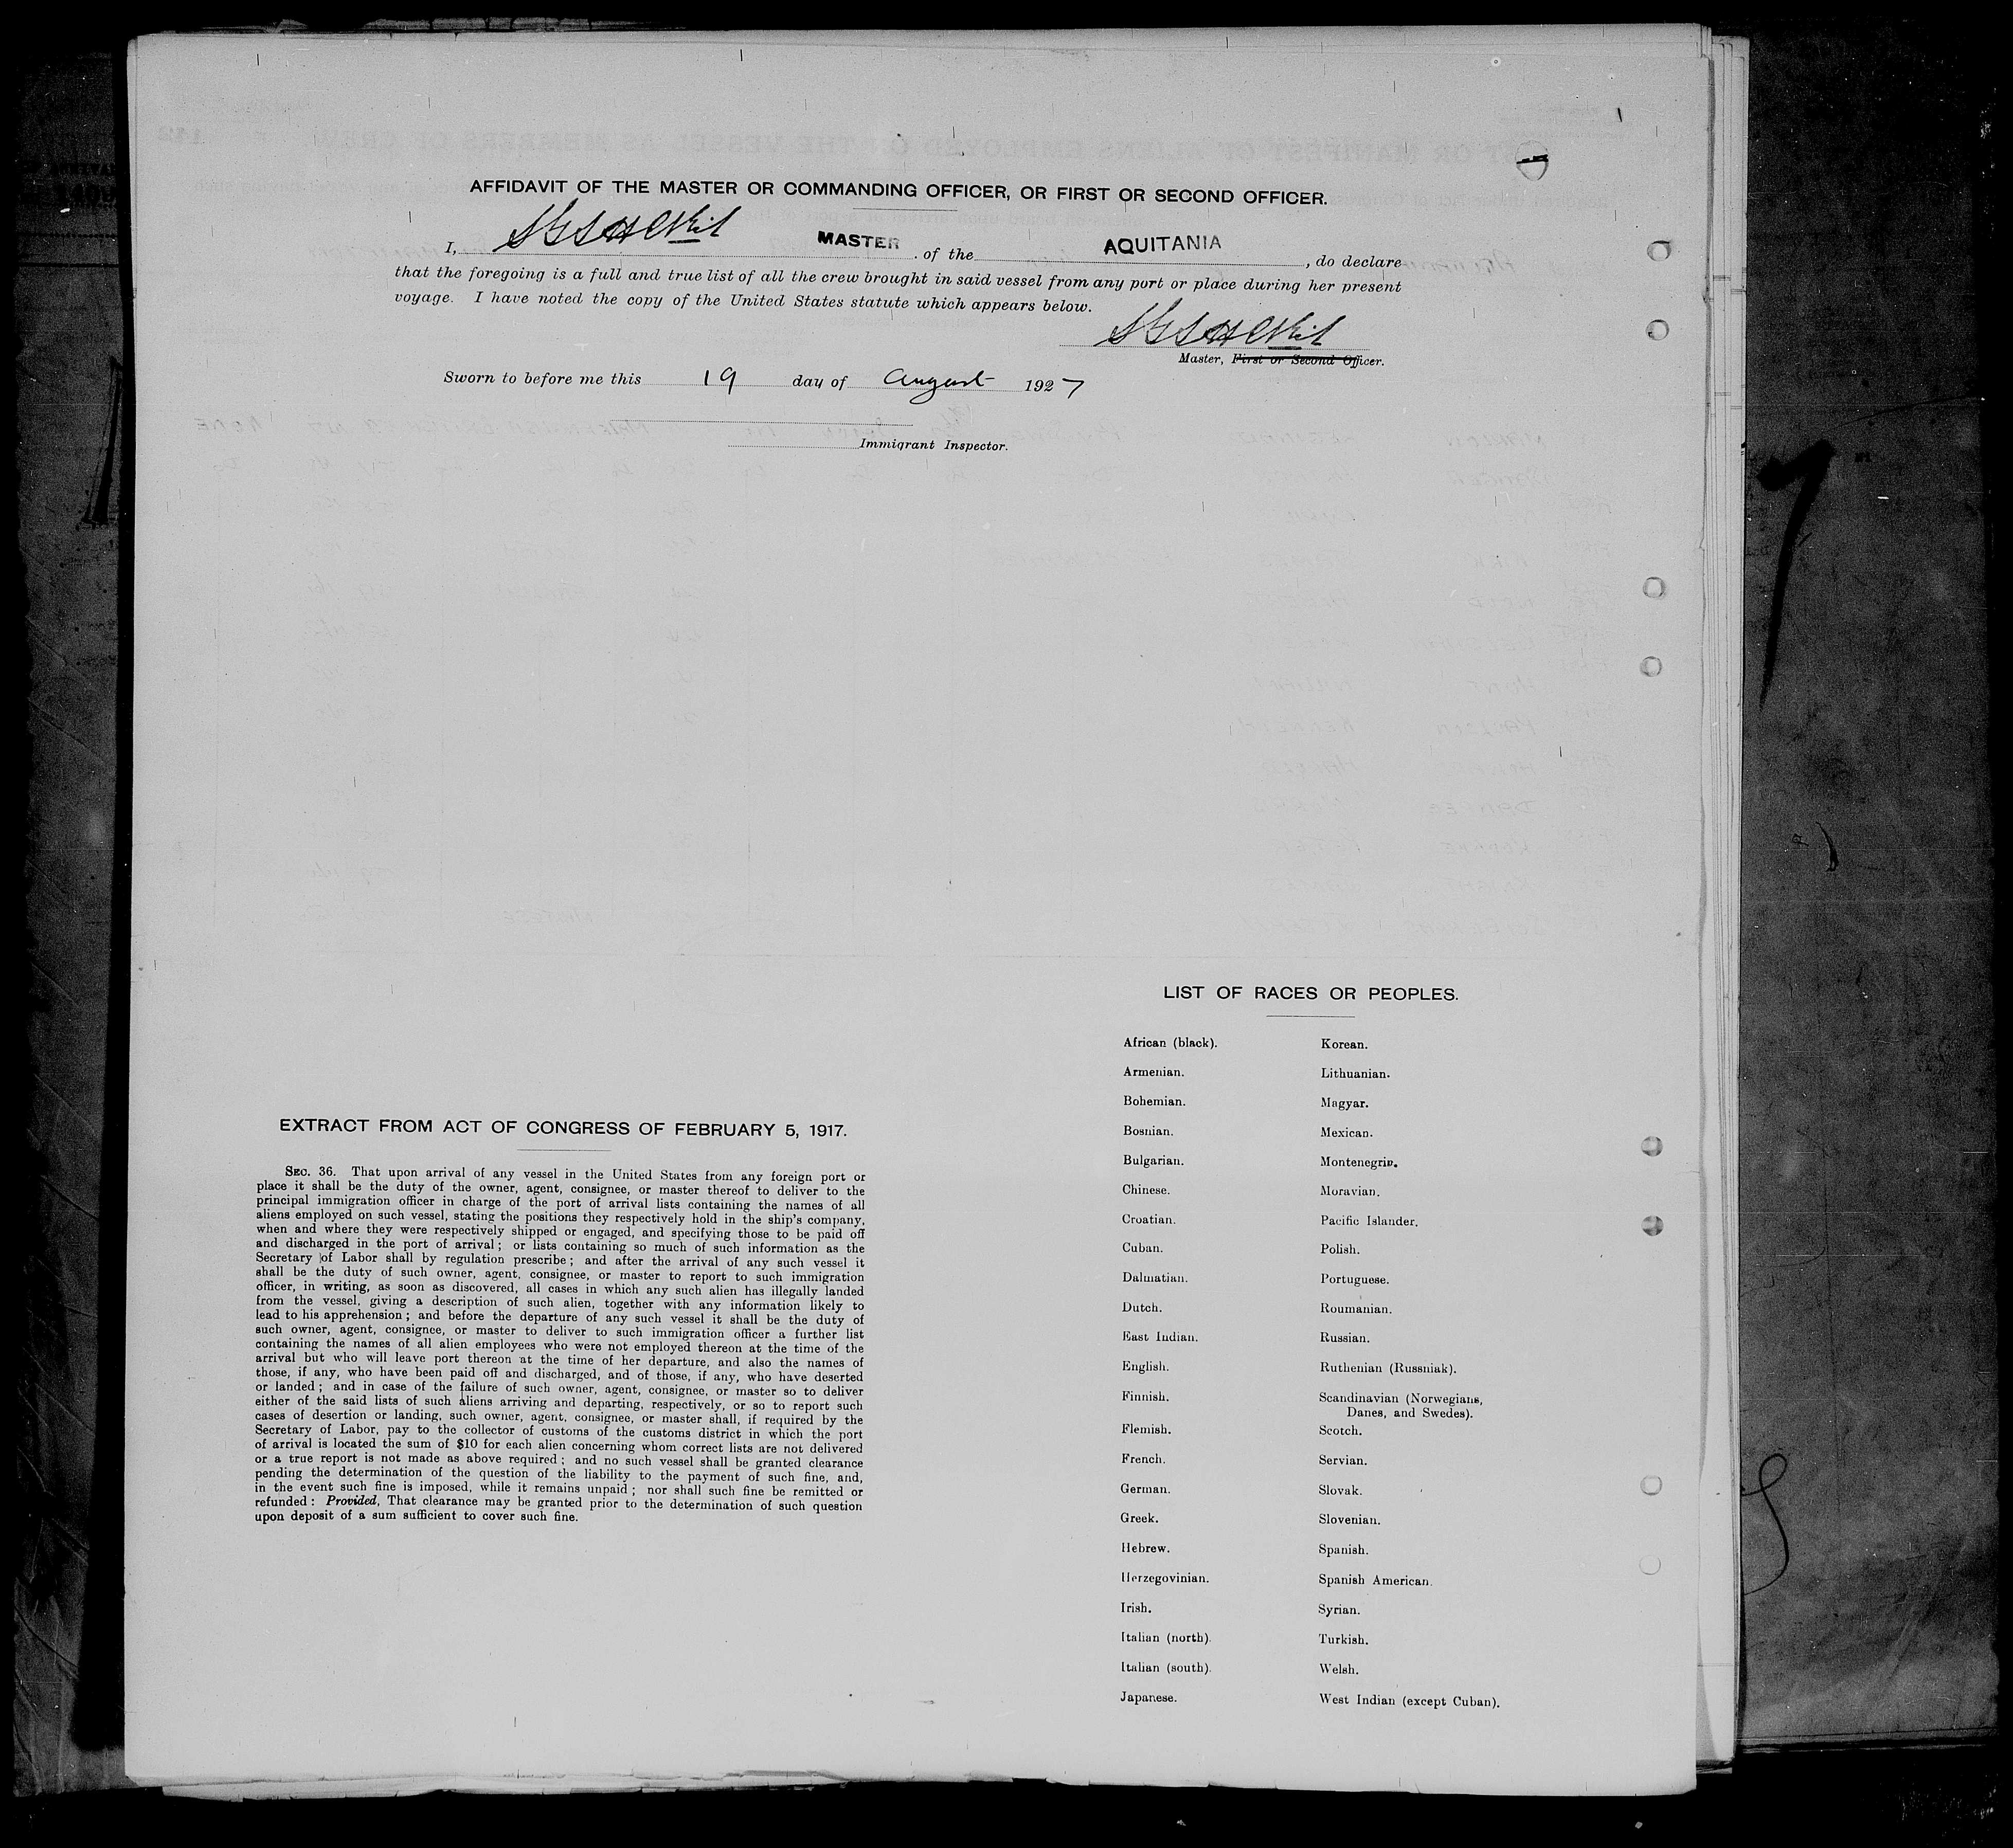 AFFIDAVIT OF THE MASTER OR COMMANDING OFFICER, OR FIRST OR SECOND OFFICER.
I, MASTER of the AQUITANIA, do declare
that the foregoing is a full and true list of all the crew brought in said vessel from any port or place during her present
voyage. I have noted the copy of the United States statute which appears below.
Master, First or Second Officer.
Sworn to before me this 19 day of August 1927
Immigrant Inspector.
EXTRACT FROM ACT OF CONGRESS OF FEBRUARY 5, 1917.
SEC. 36. That upon arrival of any vessel in the United States from any foreign port or
place it shall be the duty of the owner, agent, consignee, or master thereof to deliver to the
principal immigration officer in charge of the port of arrival lists containing the names of all
aliens employed on such vessel, stating the positions they respectively hold in the ship's company,
when and where they were respectively shipped or engaged, and specifying those to be paid off
and discharged in the port of arrival; or lists containing so much of such information as the
Secretary of Labor shall by regulation prescribe; and after the arrival of any such vessel it
shall be the duty of such owner, agent, consignee, or master to report to such immigration
officer, in writing, as soon as discovered, all cases in which any such alien has illegally landed
from the vessel, giving a description of such alien, together with any information likely to
lead to his apprehension; and before the departure of any such vessel it shall be the duty of
such owner, agent, consignee, or master to deliver to such immigration officer a further list
containing the names of all alien employees who were not employed thereon at the time of the
arrival but who will leave port thereon at the time of her departure, and also the names of
those, if any, who have been paid off and discharged, and of those, if any, who have deserted
or landed; and in case of the failure of such owner, agent, consignee, or master so to deliver
either of the said lists of such aliens arriving and departing, respectively, or so to report such
cases of desertion or landing, such owner, agent, consignee, or master shall, if required by the
Secretary of Labor, pay to the collector of customs of the customs district in which the port
of arrival is located the sum of $10 for each alien concerning whom correct lists are not delivered
or a true report is not made as above required; and no such vessel shall be granted clearance
pending the determination of the question of the liability to the payment of such fine, and,
in the event such fine is imposed, while it remains unpaid; nor shall such fine be remitted or
refunded: Provided, That clearance may be granted prior to the determination of such question
upon deposit of a sum sufficient to cover such fine.
LIST OF RACES OR PEOPLES.
African (black).
Armenian.
Bohemian.
Bosnian.
Bulgarian.
Chinese.
Croatian.
Cuban.
Dalmatian.
Dutch.
East Indian.
English.
Finnish.
Flemish.
French.
German.
Greek.
Hebrew.
Herzegovinian.
Irish.
Italian (north).
Italian (south).
Japanese.
Korean.
Lithuanian.
Magyar.
Mexican.
Montenegrin.
Moravian.
Pacific Islander.
Polish.
Portuguese.
Roumanian.
Russian.
Ruthenian (Russniak).
Scandinavian (Norwegians,
Danes, and Swedes).
Scotch.
Servian.
Slovak.
Slovenian.
Spanish.
Spanish American.
Syrian.
Turkish.
Welsh.
West Indian (except Cuban).